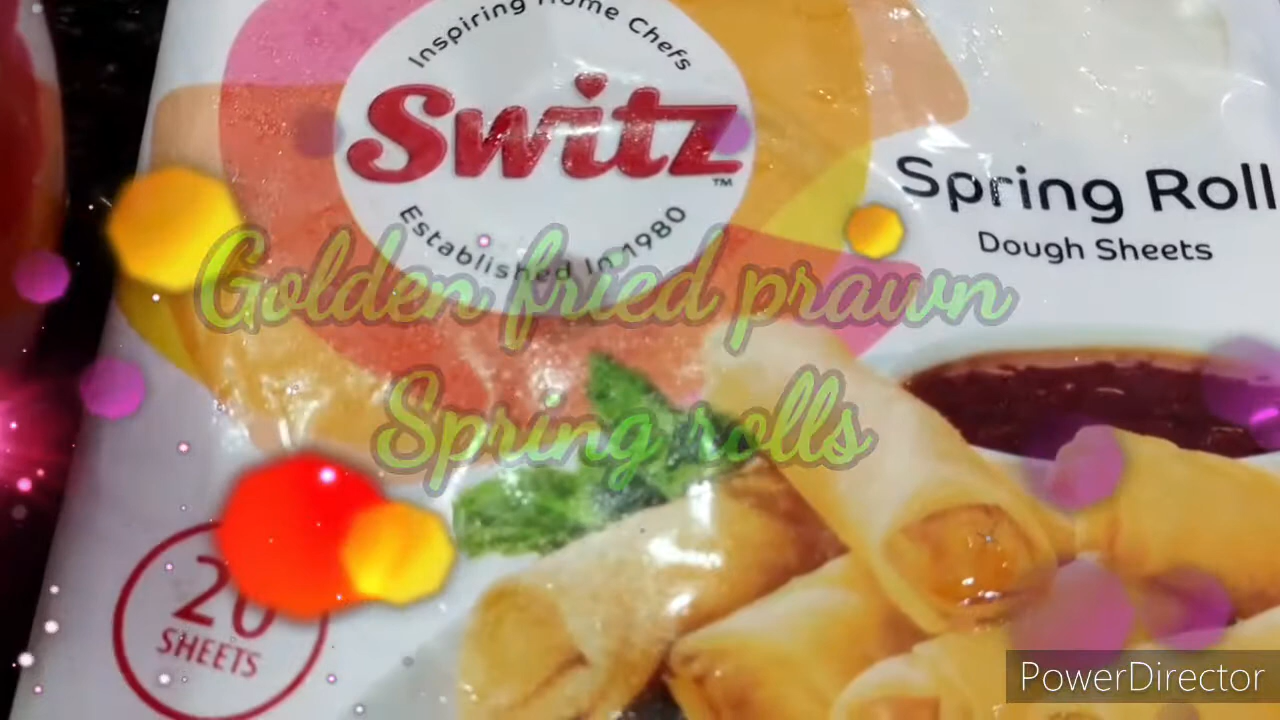 Inspiring Home Chefs
Switz
TM
Established In 1980
Spring Roll
Dough Sheets
Golden fried prawn
Spring rolls
20
SHEETS
PowerDirector